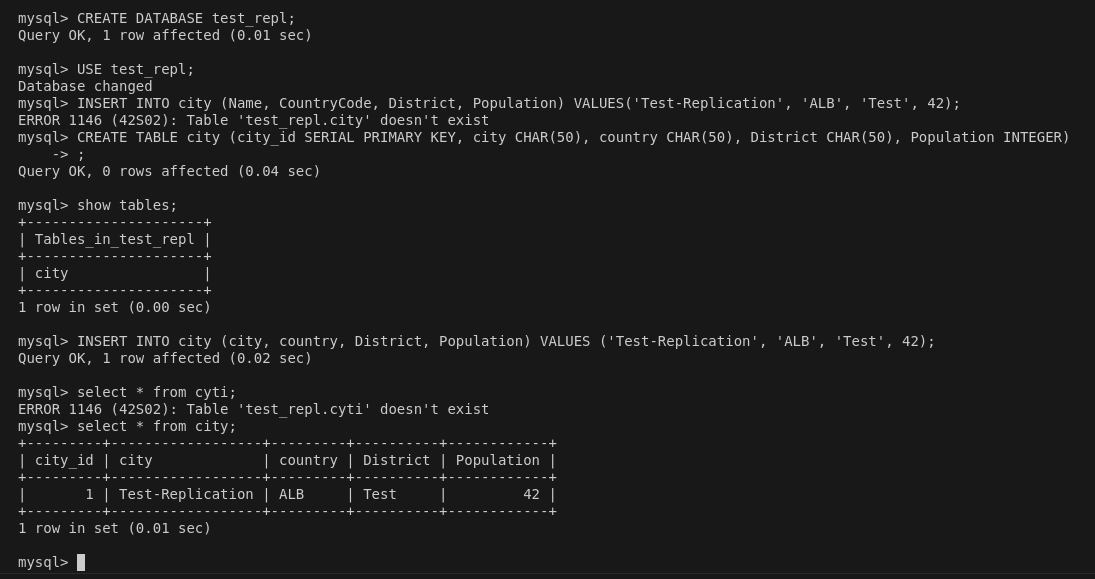 mysql> CREATE DATABASE test_repl;
Query OK, 1 row affected (0.01 sec)
mysql> USE test_repl;
Database changed
mysql> INSERT INTO city (Name, CountryCode, District, Population) VALUES('Test-Replication', 'ALB', 'Test', 42);
ERROR 1146 (42S02): Table 'test_repl.city' doesn't exist
mysql> CREATE TABLE city (city_id SERIAL PRIMARY KEY, city CHAR(50), country CHAR(50), District CHAR(50), Population INTEGER)
    -> ;
Query OK, 0 rows affected (0.04 sec)
mysql> show tables;
+---------------------+
| Tables_in_test_repl |
+---------------------+
| city                |
+---------------------+
1 row in set (0.00 sec)
mysql> INSERT INTO city (city, country, District, Population) VALUES ('Test-Replication', 'ALB', 'Test', 42);
Query OK, 1 row affected (0.02 sec)
mysql> select * from cyti;
ERROR 1146 (42S02): Table 'test_repl.cyti' doesn't exist
mysql> select * from city;
+---------+------------------+---------+----------+------------+
| city_id | city             | country | District | Population |
+---------+------------------+---------+----------+------------+
|       1 | Test-Replication | ALB     | Test     |         42 |
+---------+------------------+---------+----------+------------+
1 row in set (0.01 sec)
mysql>